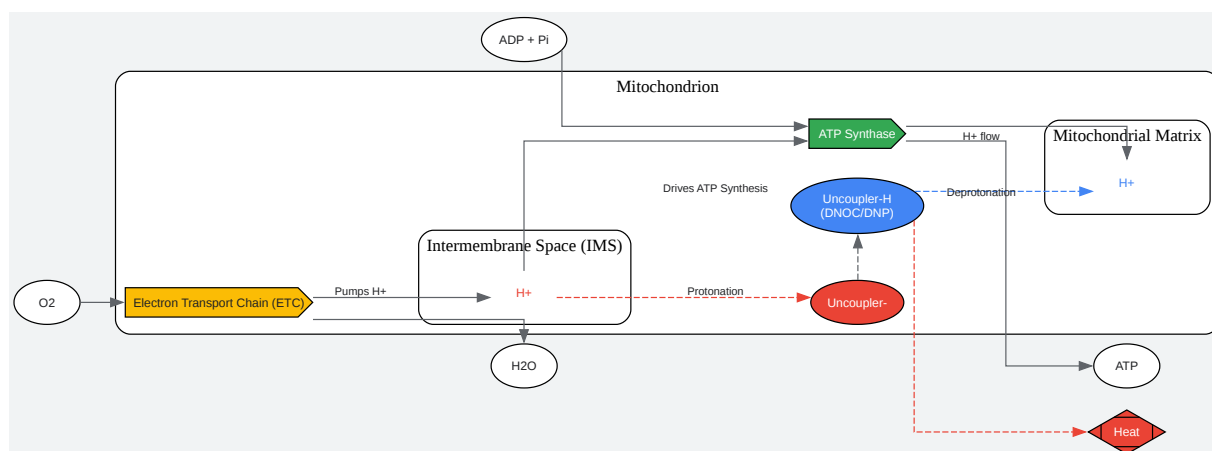 ADP + Pi
Mitochondrion
ATP Synthase
H+ flow
Mitochondrial Matrix
Drives ATP Synthesis
Uncoupler-H
(DNOC/DNP)
Deprotonation
H+
Intermembrane Space (IMS)
O2
Electron Transport Chain (ETC)
Pumps H+
H+
Protonation
Uncoupler-
H2O
ATP
Heat